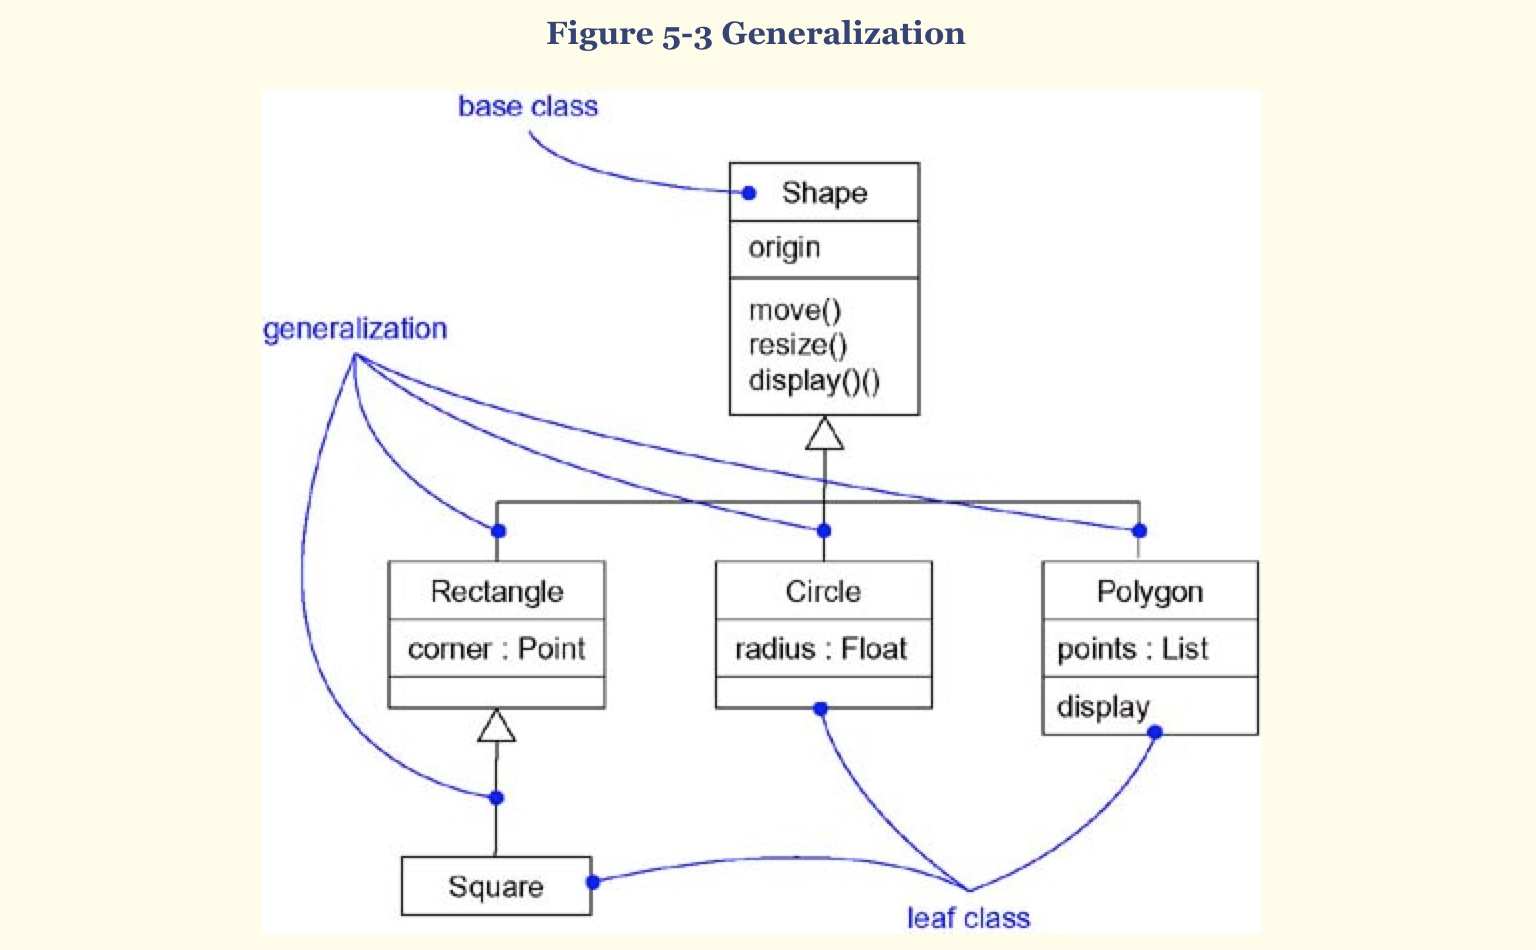 Figure 5-3 Generalization
base class
Shape
origin
generalization
move()
resize()
display()()
Rectangle
corner : Point
Circle
radius : Float
Polygon
points : List
display
Square
leaf class